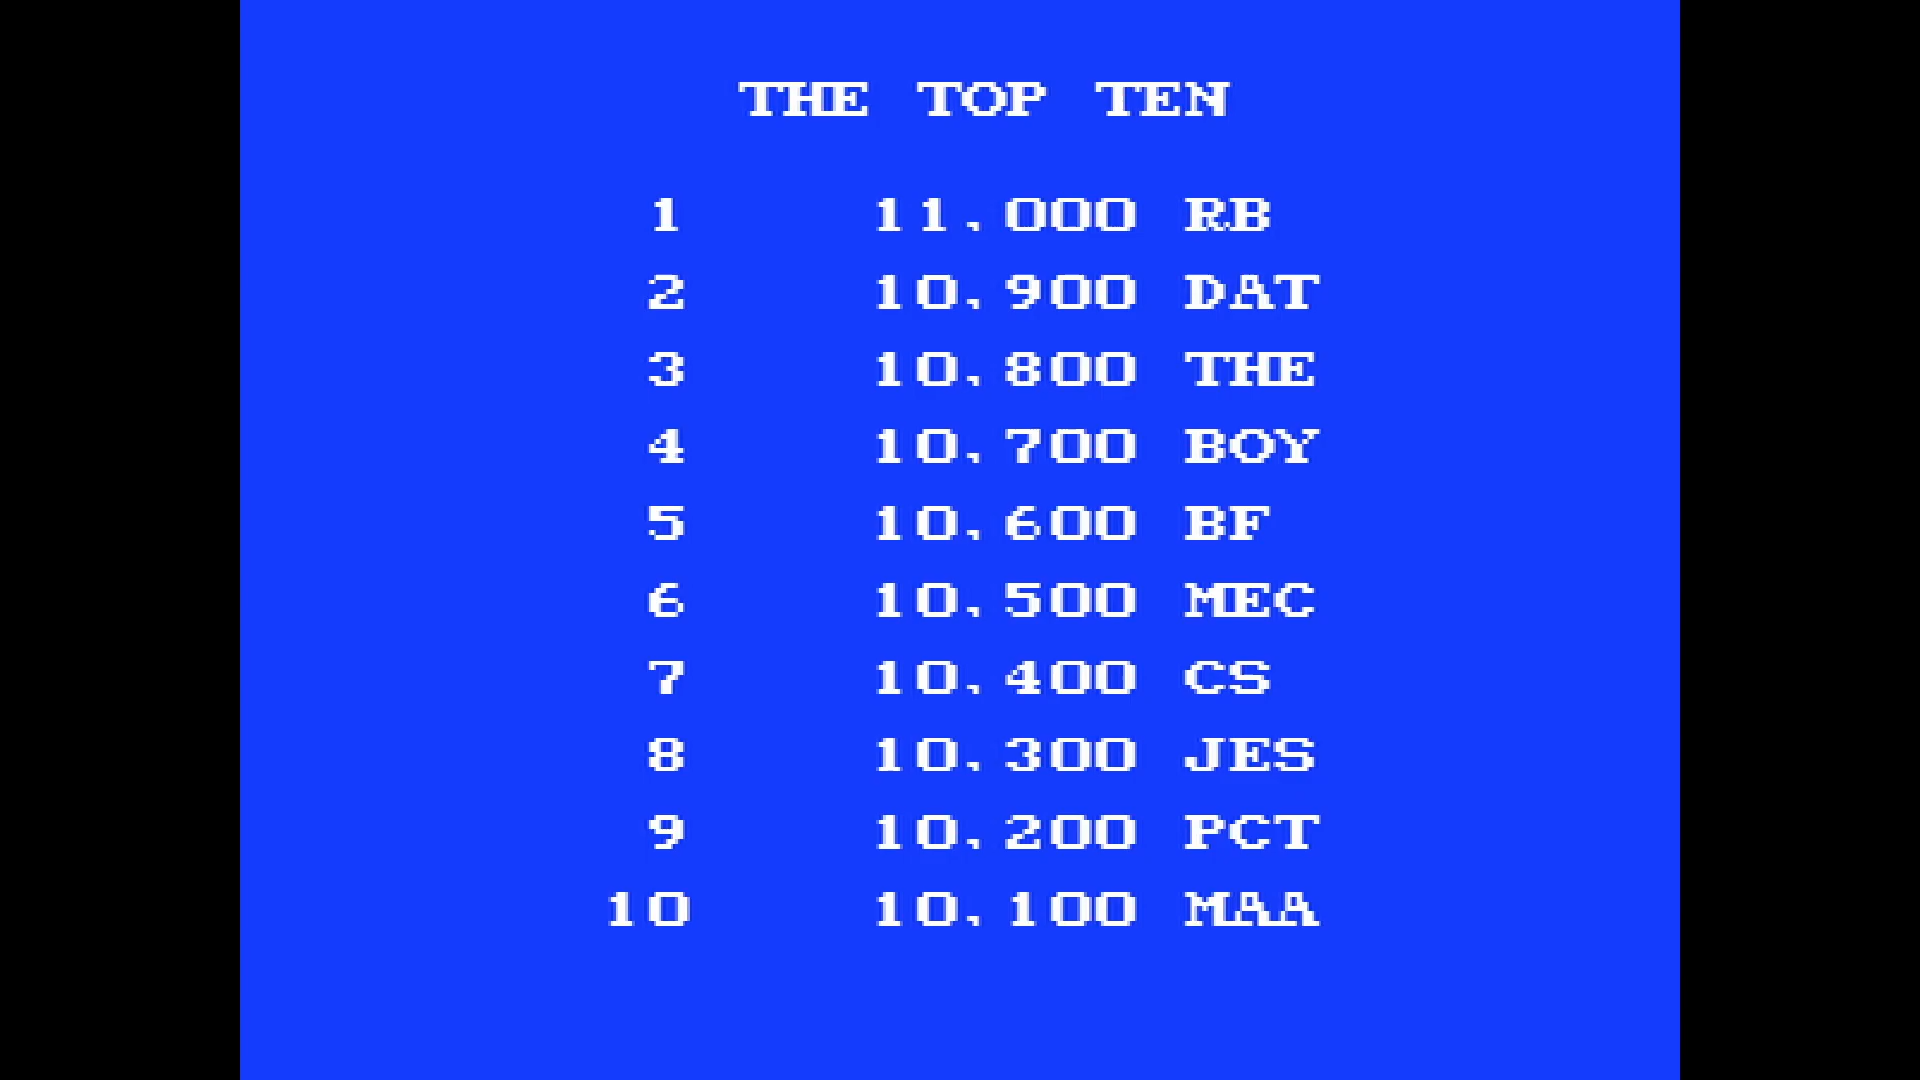 THE TOP TEN
1 11,000 RB
2 10,900 DAT
3 10,800 THE
4 10,700 BOY
5 10,600 BF
6 10,500 MEC
7 10,400 CS
8 10,300 JES
9 10,200 PCT
10 10,100 MAA